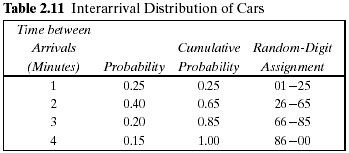 Table 2.11 Interarrival Distribution of Cars
Time between
Arrivals Cumulative Random-Digit
(Minutes) Probability Probability Assignment
1 0.25 0.25 01–25
2 0.40 0.65 26–65
3 0.20 0.85 66–85
4 0.15 1.00 86–00